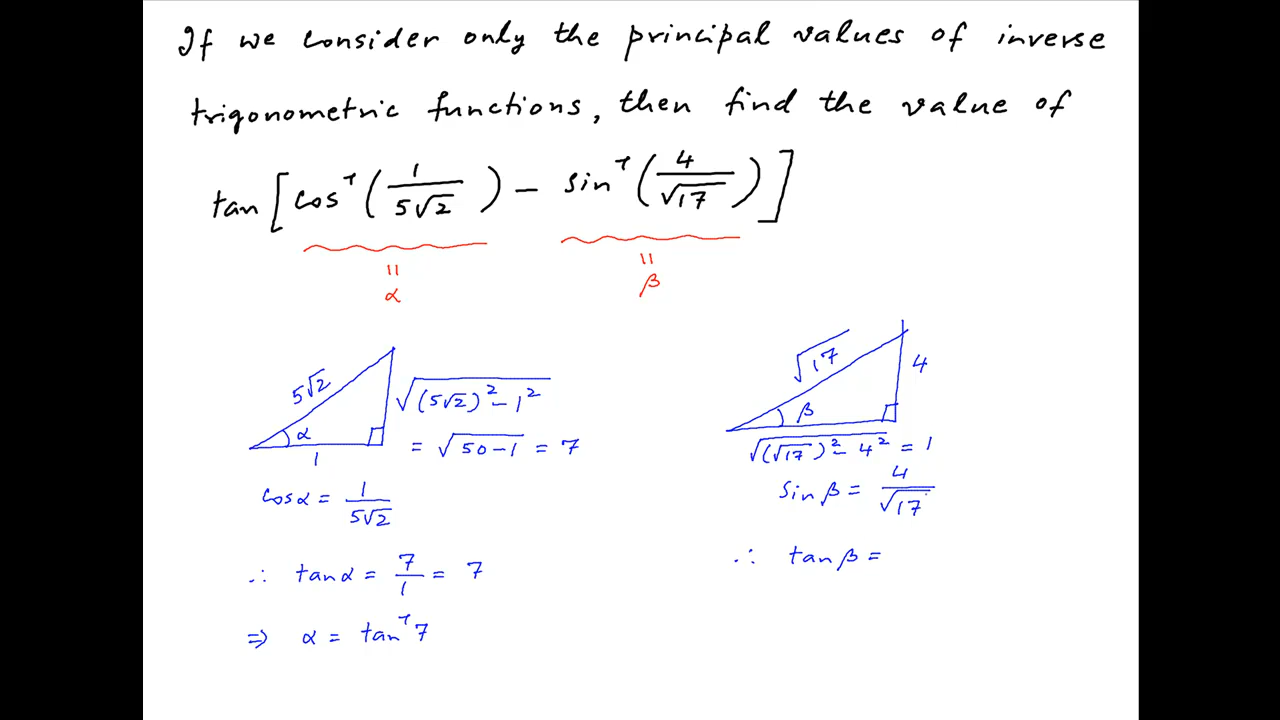 If we consider only the principal values of inverse
trigonometric functions, then find the value of
tan [ cos⁻¹ ( 1 / 5√2 ) − sin⁻¹ ( 4 / √17 ) ]
= α
= β
5√2
α
1
√((5√2)² − 1²)
= √(50 − 1) = 7
cos α = 1 / 5√2
∴ tan α = 7/1 = 7
⇒ α = tan⁻¹ 7
√17
4
β
√((√17)² − 4²) = 1
sin β = 4 / √17
∴ tan β =